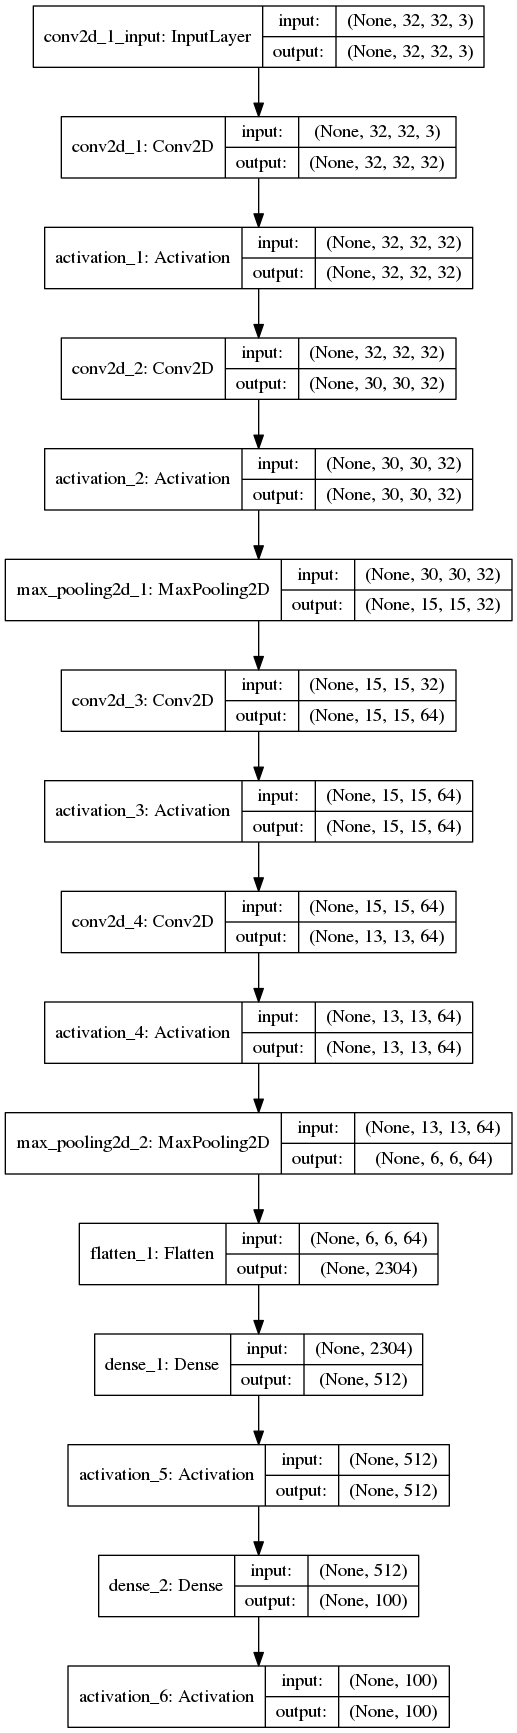 conv2d_1_input: InputLayer
input: (None, 32, 32, 3)
output: (None, 32, 32, 3)
conv2d_1: Conv2D
input: (None, 32, 32, 3)
output: (None, 32, 32, 32)
activation_1: Activation
input: (None, 32, 32, 32)
output: (None, 32, 32, 32)
conv2d_2: Conv2D
input: (None, 32, 32, 32)
output: (None, 30, 30, 32)
activation_2: Activation
input: (None, 30, 30, 32)
output: (None, 30, 30, 32)
max_pooling2d_1: MaxPooling2D
input: (None, 30, 30, 32)
output: (None, 15, 15, 32)
conv2d_3: Conv2D
input: (None, 15, 15, 32)
output: (None, 15, 15, 64)
activation_3: Activation
input: (None, 15, 15, 64)
output: (None, 15, 15, 64)
conv2d_4: Conv2D
input: (None, 15, 15, 64)
output: (None, 13, 13, 64)
activation_4: Activation
input: (None, 13, 13, 64)
output: (None, 13, 13, 64)
max_pooling2d_2: MaxPooling2D
input: (None, 13, 13, 64)
output: (None, 6, 6, 64)
flatten_1: Flatten
input: (None, 6, 6, 64)
output: (None, 2304)
dense_1: Dense
input: (None, 2304)
output: (None, 512)
activation_5: Activation
input: (None, 512)
output: (None, 512)
dense_2: Dense
input: (None, 512)
output: (None, 100)
activation_6: Activation
input: (None, 100)
output: (None, 100)